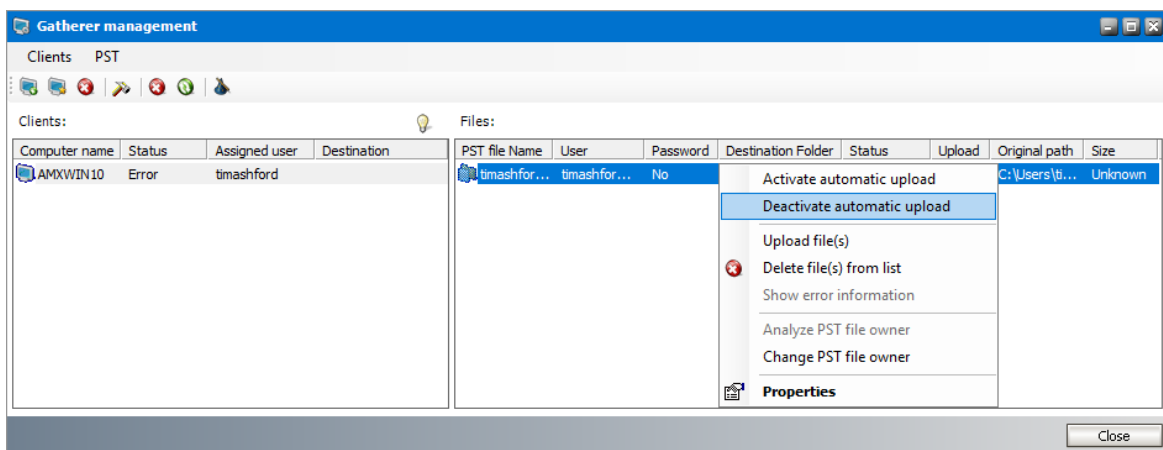 Gatherer management
Clients PST
Clients: Files:
Computer name Status Assigned user Destination PST file Name User Password Destination Folder Status Upload Original path Size
AMXWIN10 Error timashford timashfor... timashfor... No C:\Users\ti... Unknown
Activate automatic upload
Deactivate automatic upload
Upload file(s)
Delete file(s) from list
Show error information
Analyze PST file owner
Change PST file owner
Properties
Close